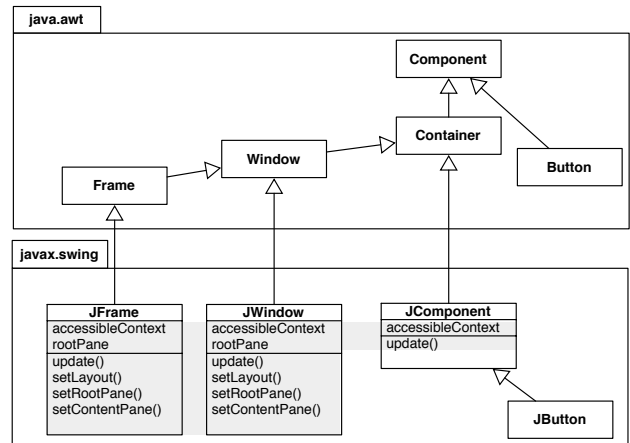 java.awt
Component
Container
Window
Button
Frame
javax.swing
JFrame
accessibleContext
rootPane
update()
setLayout()
setRootPane()
setContentPane()
JWindow
accessibleContext
rootPane
update()
setLayout()
setRootPane()
setContentPane()
JComponent
accessibleContext
update()
JButton